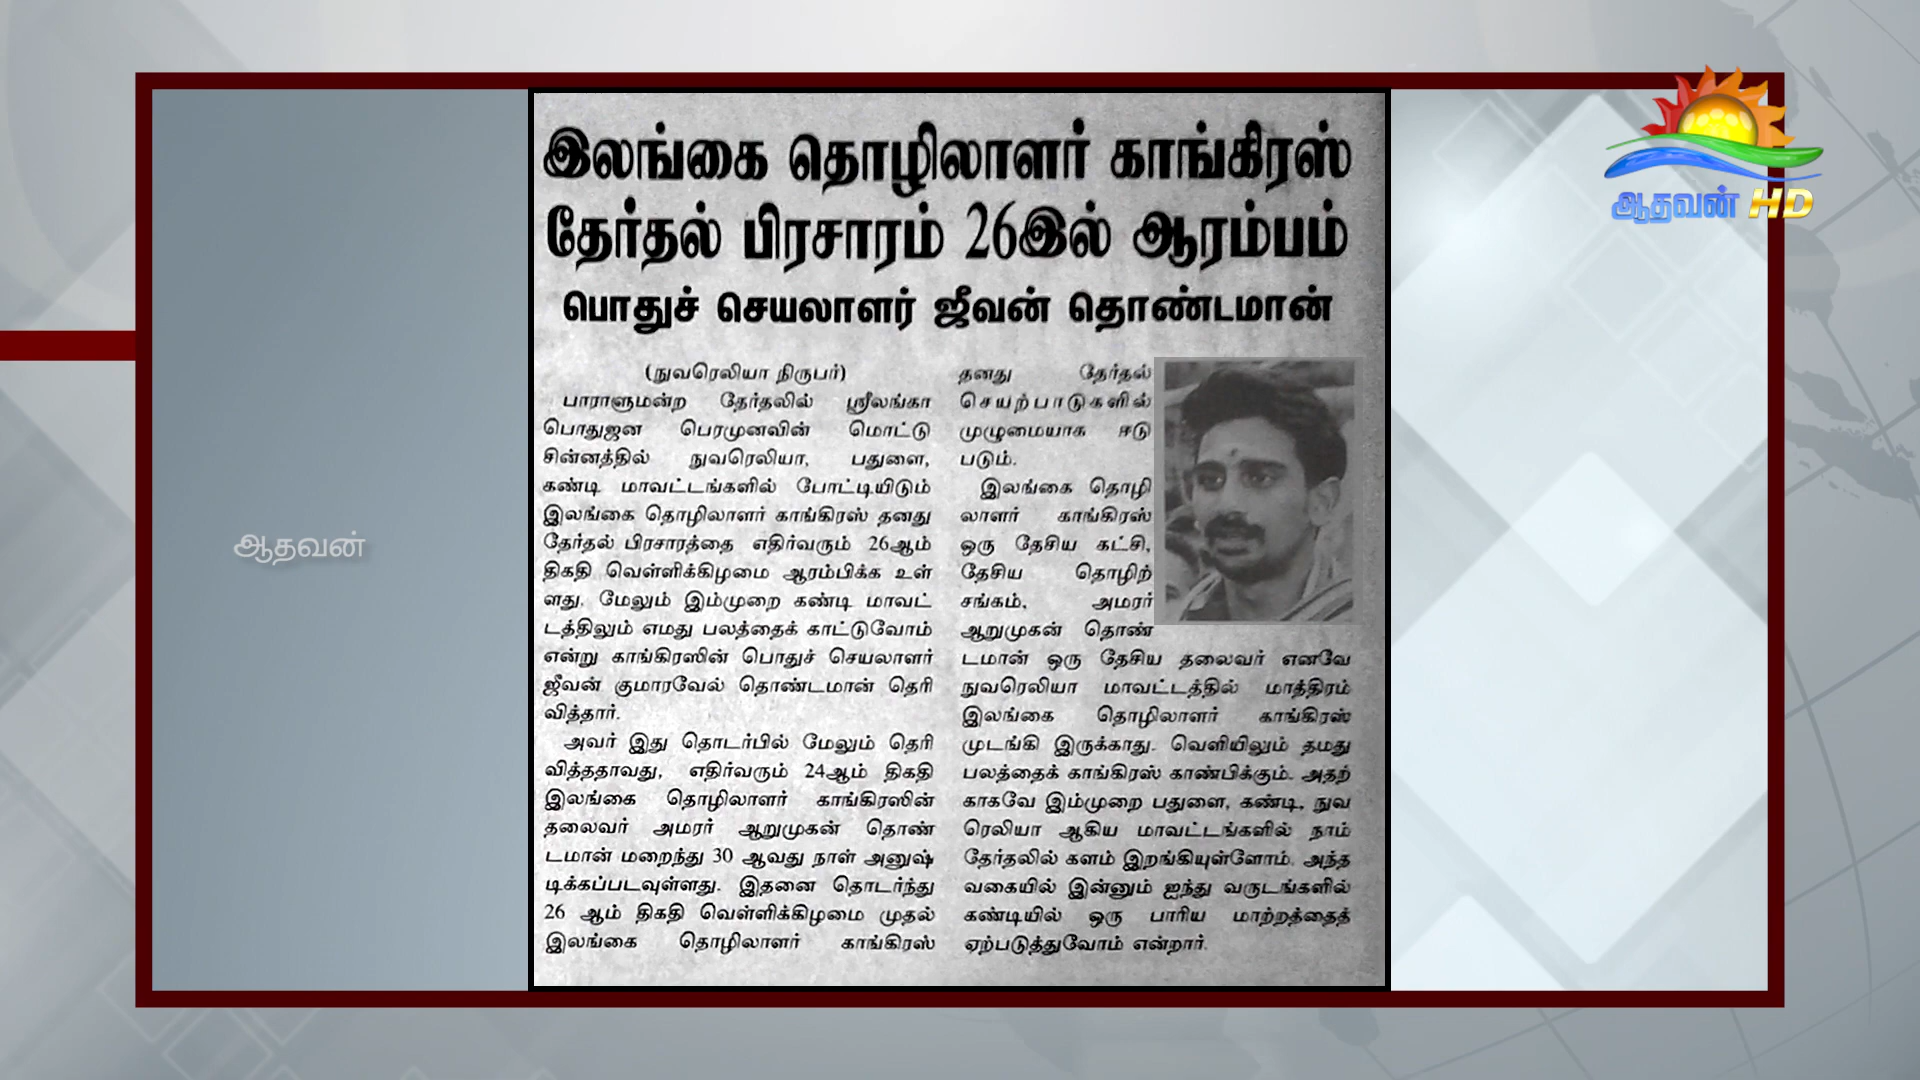 இலங்கை தொழிலாளர் காங்கிரஸ்
தேர்தல் பிரசாரம் 26இல் ஆரம்பம்
பொதுச் செயலாளர் ஜீவன் தொண்டமான்
(நுவரெலியா நிருபர்)
பாராளுமன்ற தேர்தலில் ஸ்ரீலங்கா
பொதுஜன பெரமுனவின் மொட்டு
சின்னத்தில் நுவரெலியா, பதுளை,
கண்டி மாவட்டங்களில் போட்டியிடும்
இலங்கை தொழிலாளர் காங்கிரஸ் தனது
தேர்தல் பிரசாரத்தை எதிர்வரும் 26ஆம்
திகதி வெள்ளிக்கிழமை ஆரம்பிக்க உள்
ளது. மேலும் இம்முறை கண்டி மாவட்
டத்திலும் எமது பலத்தைக் காட்டுவோம்
என்று காங்கிரஸின் பொதுச் செயலாளர்
ஜீவன் குமாரவேல் தொண்டமான் தெரி
வித்தார்.
அவர் இது தொடர்பில் மேலும் தெரி
வித்ததாவது, எதிர்வரும் 24ஆம் திகதி
இலங்கை தொழிலாளர் காங்கிரஸின்
தலைவர் அமரர் ஆறுமுகன் தொண்
டமான் மறைந்து 30 ஆவது நாள் அனுஷ்
டிக்கப்படவுள்ளது. இதனை தொடர்ந்து
26 ஆம் திகதி வெள்ளிக்கிழமை முதல்
இலங்கை தொழிலாளர் காங்கிரஸ்
தனது தேர்தல்
செயற்பாடுகளில்
முழுமையாக ஈடு
படும்.
இலங்கை தொழி
லாளர் காங்கிரஸ்
ஒரு தேசிய கட்சி,
தேசிய தொழிற்
சங்கம், அமரர்
ஆறுமுகன் தொண்
டமான் ஒரு தேசிய தலைவர் எனவே
நுவரெலியா மாவட்டத்தில் மாத்திரம்
இலங்கை தொழிலாளர் காங்கிரஸ்
முடங்கி இருக்காது. வெளியிலும் தமது
பலத்தைக் காங்கிரஸ் காண்பிக்கும். அதற்
காகவே இம்முறை பதுளை, கண்டி, நுவ
ரெலியா ஆகிய மாவட்டங்களில் நாம்
தேர்தலில் களம் இறங்கியுள்ளோம். அந்த
வகையில் இன்னும் ஐந்து வருடங்களில்
கண்டியில் ஒரு பாரிய மாற்றத்தைத்
ஏற்படுத்துவோம் என்றார்.
ஆதவன்
ஆதவன் HD